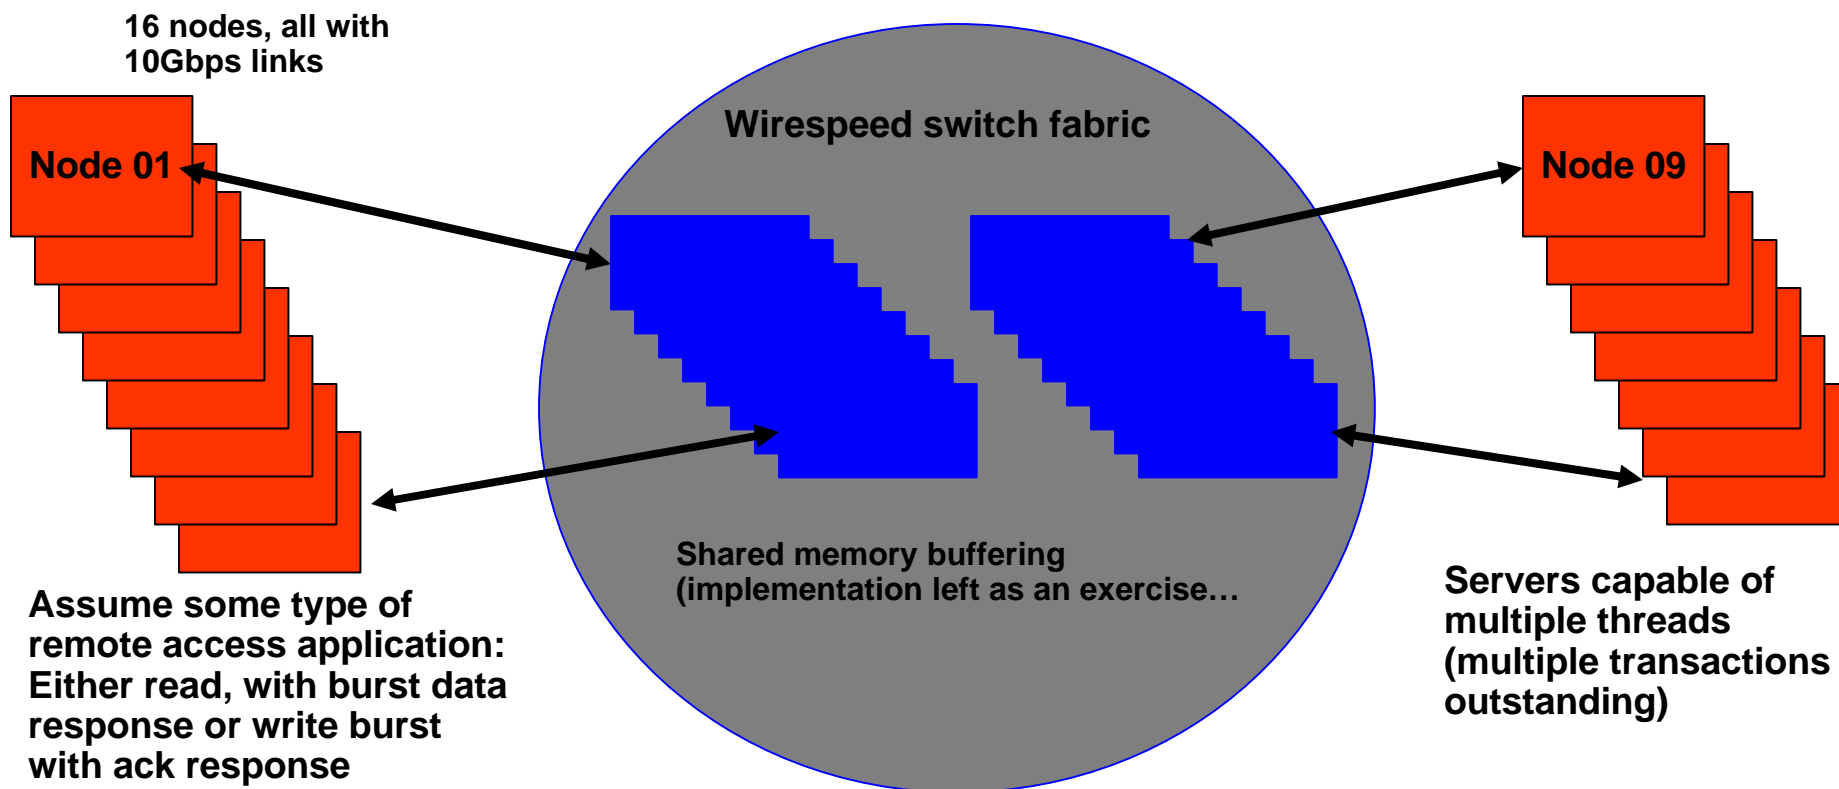 16 nodes, all with
10Gbps links
Wirespeed switch fabric
Node 01
Node 09
Shared memory buffering
(implementation left as an exercise…
Assume some type of
remote access application:
Either read, with burst data
response or write burst
with ack response
Servers capable of
multiple threads
(multiple transactions
outstanding)